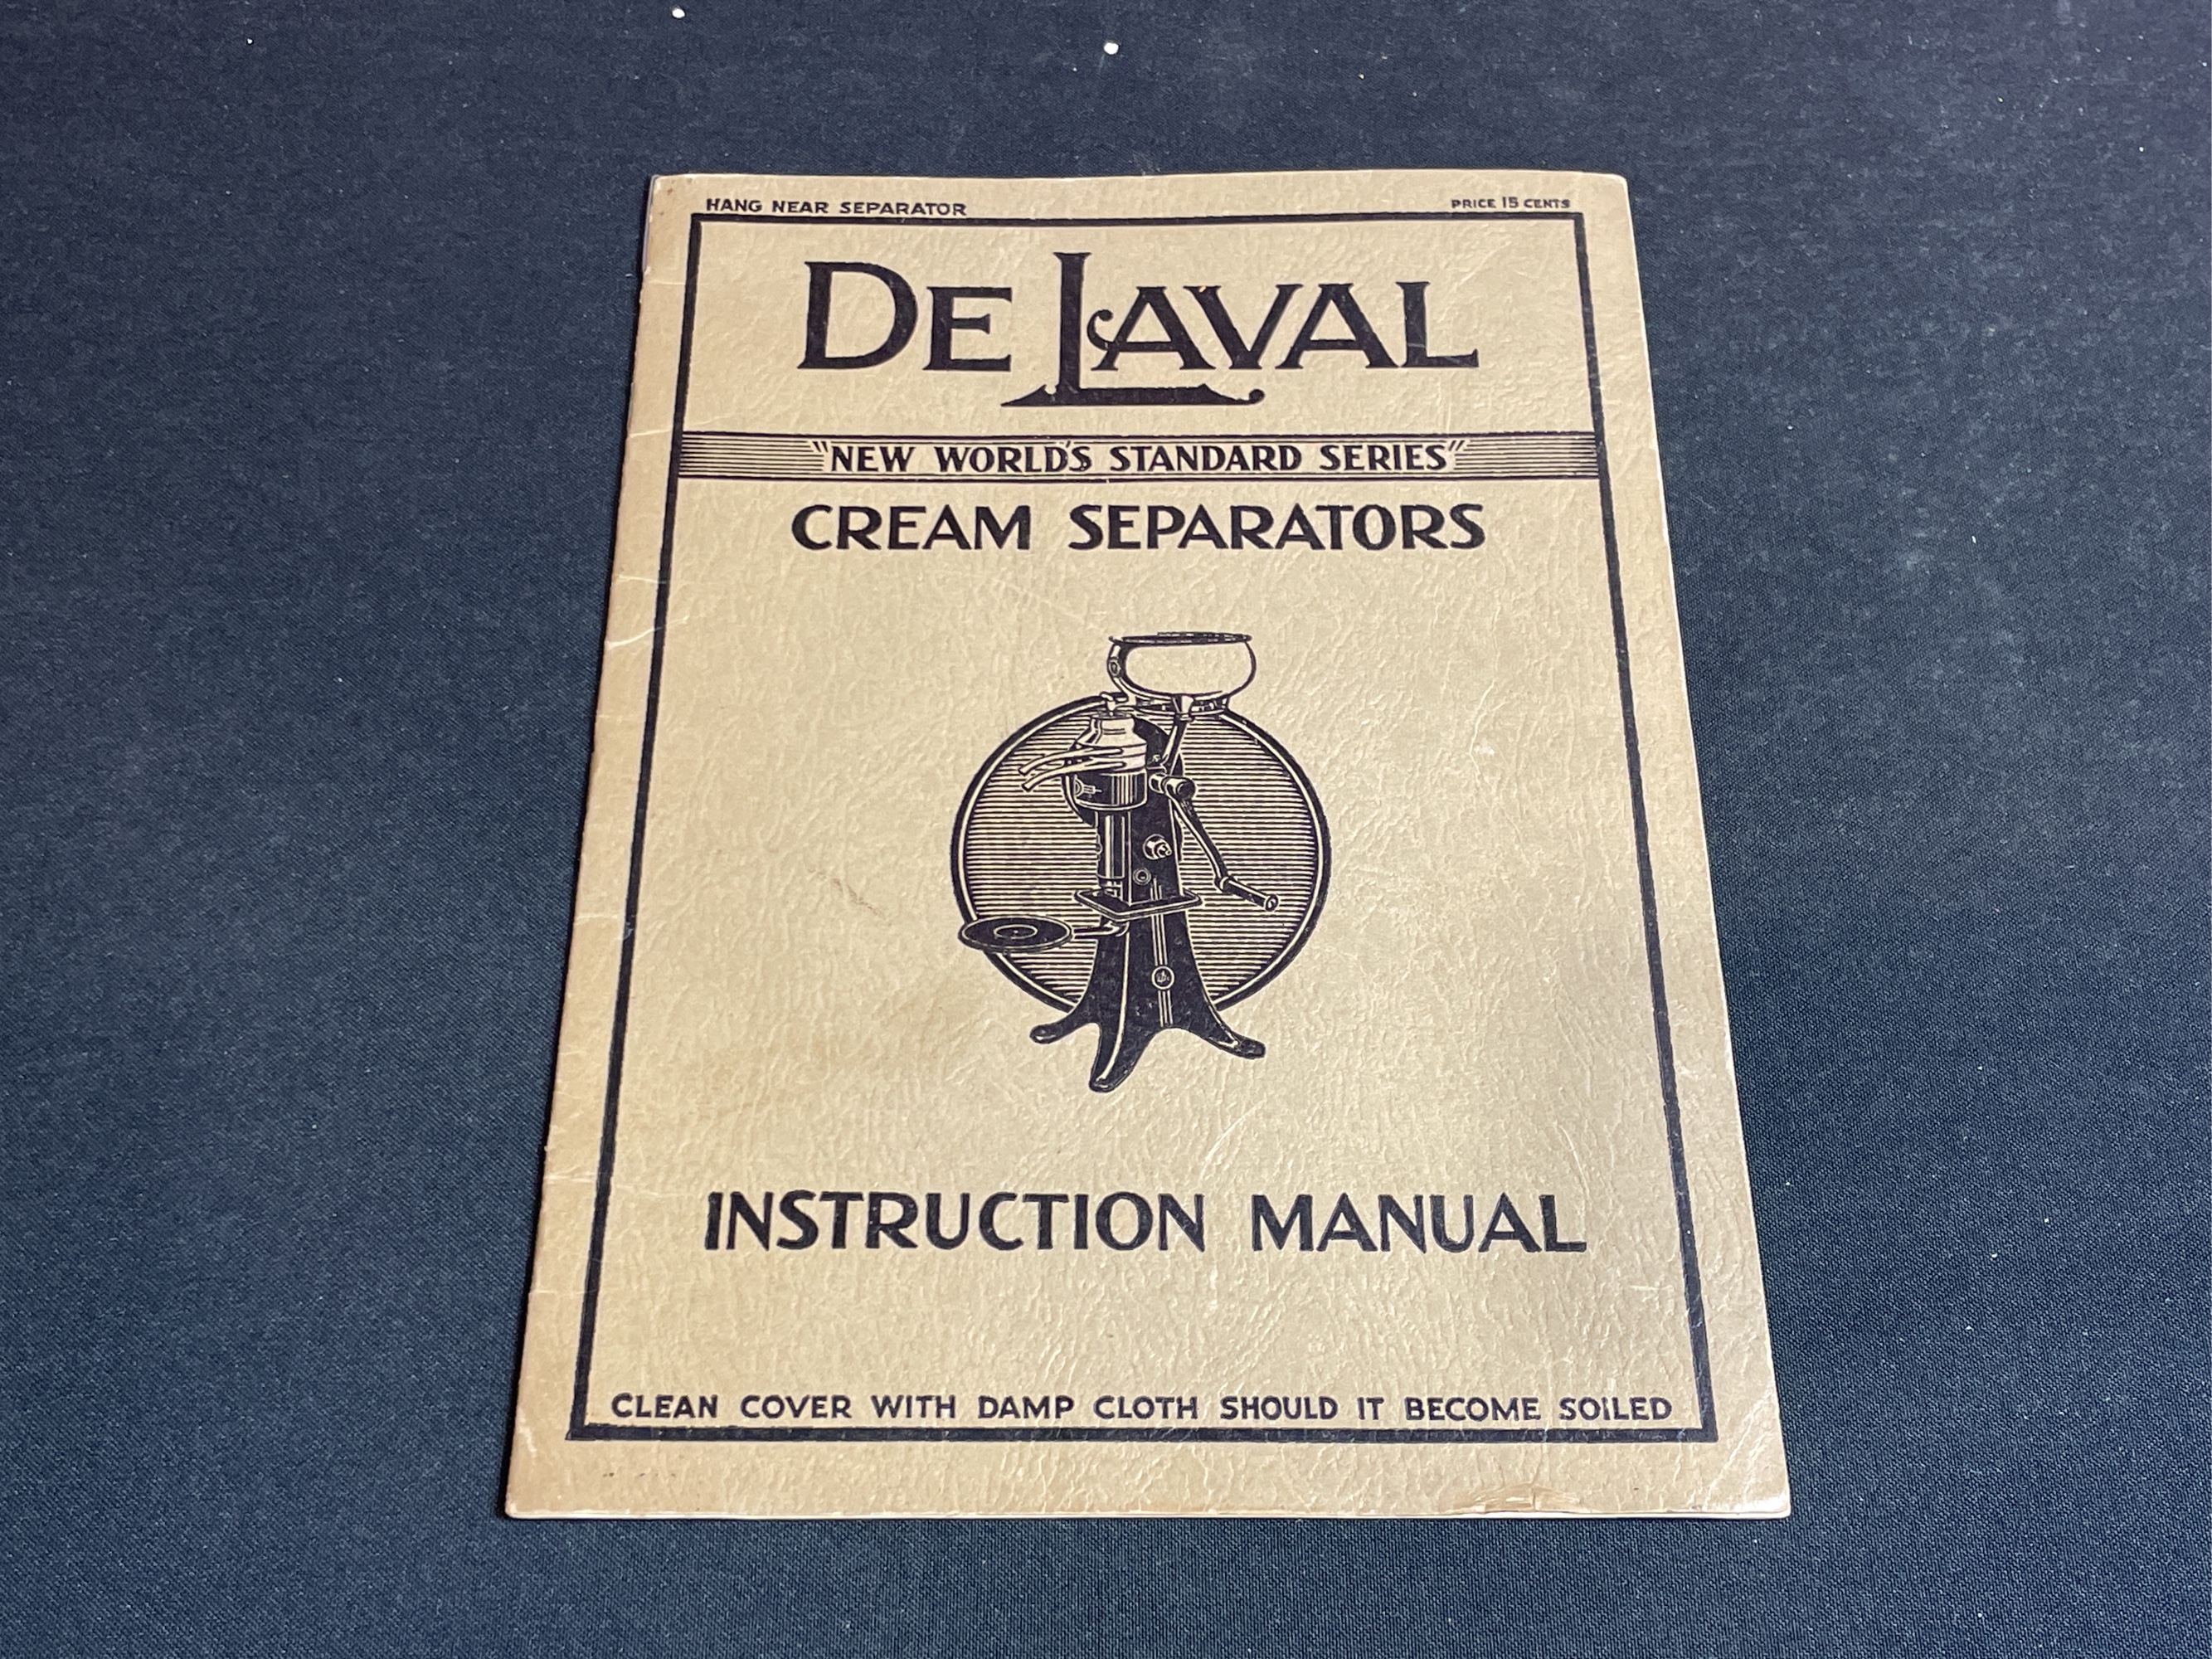 HANG NEAR SEPARATOR
PRICE 15 CENTS
DE LAVAL
"NEW WORLD'S STANDARD SERIES"
CREAM SEPARATORS
INSTRUCTION MANUAL
CLEAN COVER WITH DAMP CLOTH SHOULD IT BECOME SOILED